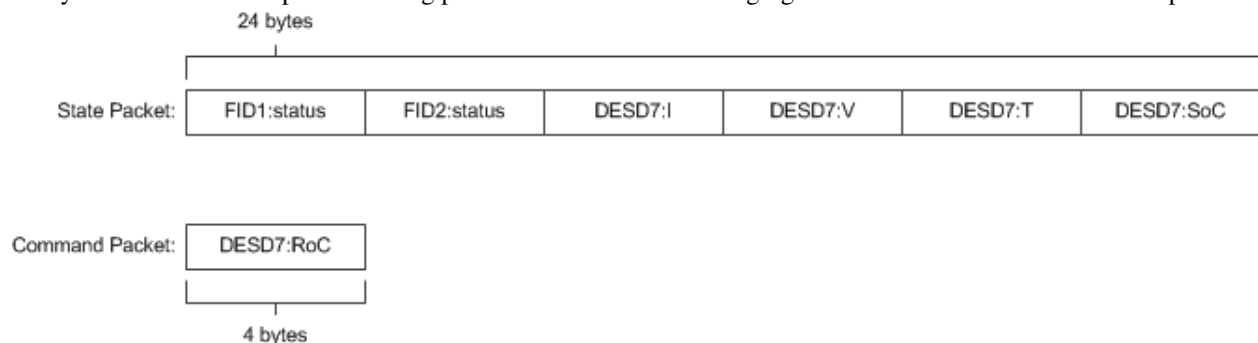 24 bytes
State Packet: FID1:status FID2:status DESD7:I DESD7:V DESD7:T DESD7:SoC
Command Packet: DESD7:RoC
4 bytes